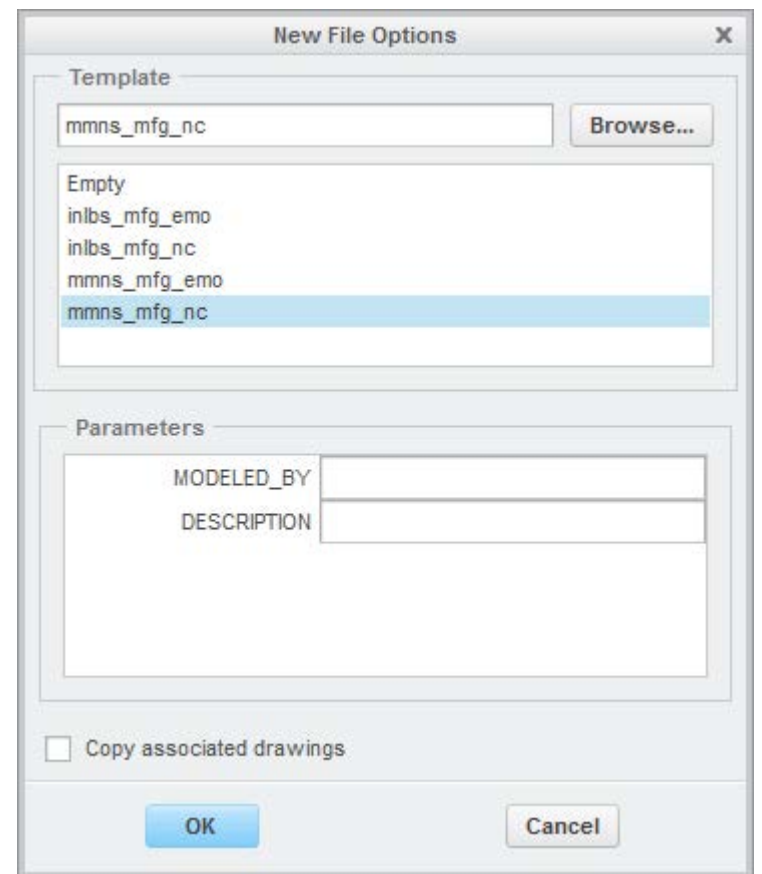 New File Options X
Template
mmns_mfg_nc Browse...
Empty
inlbs_mfg_emo
inlbs_mfg_nc
mmns_mfg_emo
mmns_mfg_nc
Parameters
MODELED_BY
DESCRIPTION
Copy associated drawings
OK Cancel